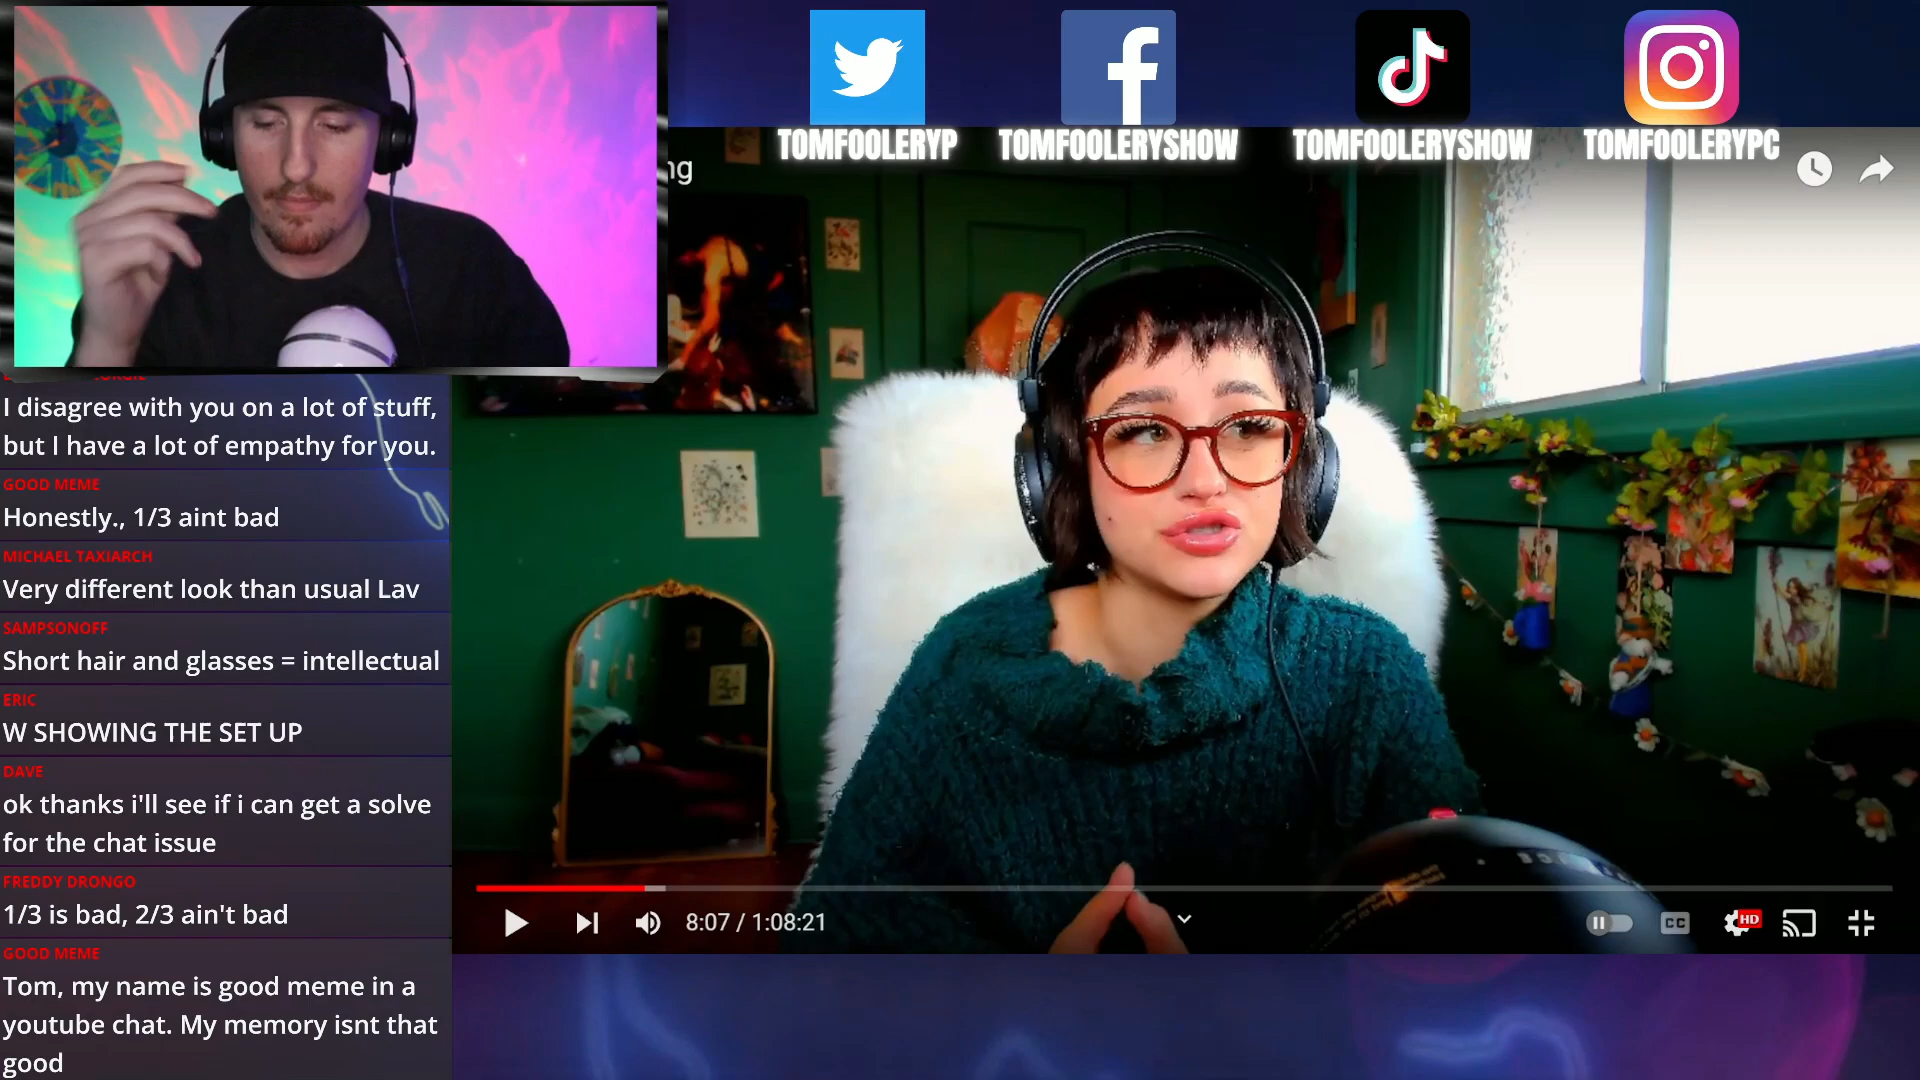 TOMFOOLERYP
TOMFOOLERYSHOW
TOMFOOLERYSHOW
TOMFOOLERYPC
ng
I disagree with you on a lot of stuff,
but I have a lot of empathy for you.
GOOD MEME
Honestly., 1/3 aint bad
MICHAEL TAXIARCH
Very different look than usual Lav
SAMPSONOFF
Short hair and glasses = intellectual
ERIC
W SHOWING THE SET UP
DAVE
ok thanks i'll see if i can get a solve
for the chat issue
FREDDY DRONGO
1/3 is bad, 2/3 ain't bad
GOOD MEME
Tom, my name is good meme in a
youtube chat. My memory isnt that
good
8:07 / 1:08:21
CC
HD